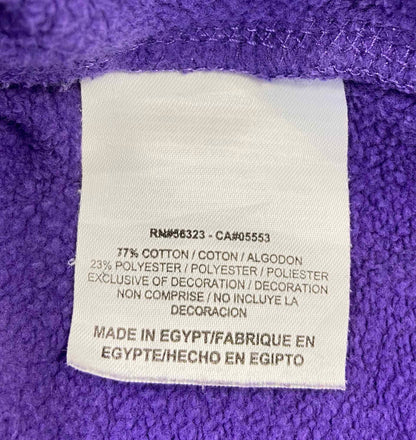 RN#56323 - CA#05553
77% COTTON / COTON / ALGODON
23% POLYESTER / POLYESTER / POLIESTER
EXCLUSIVE OF DECORATION / DECORATION
NON COMPRISE / NO INCLUYE LA
DECORACION
MADE IN EGYPT/FABRIQUE EN
EGYPTE/HECHO EN EGIPTO